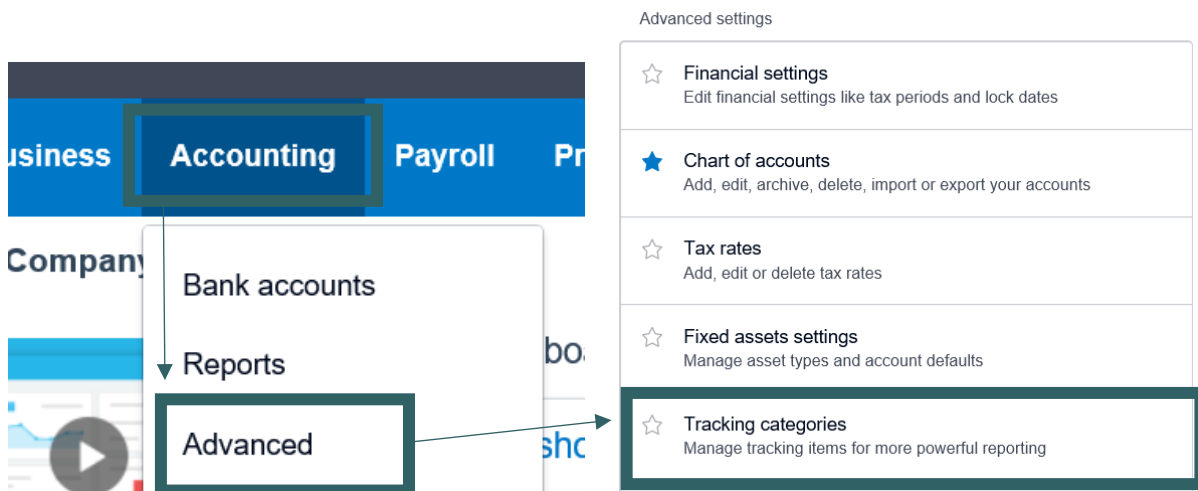 Accounting Payroll
Company
Bank accounts
Reports
Advanced
Advanced settings
Financial settings
Edit financial settings like tax periods and lock dates
Chart of accounts
Add, edit, archive, delete, import or export your accounts
Tax rates
Add, edit or delete tax rates
Fixed assets settings
Manage asset types and account defaults
Tracking categories
Manage tracking items for more powerful reporting